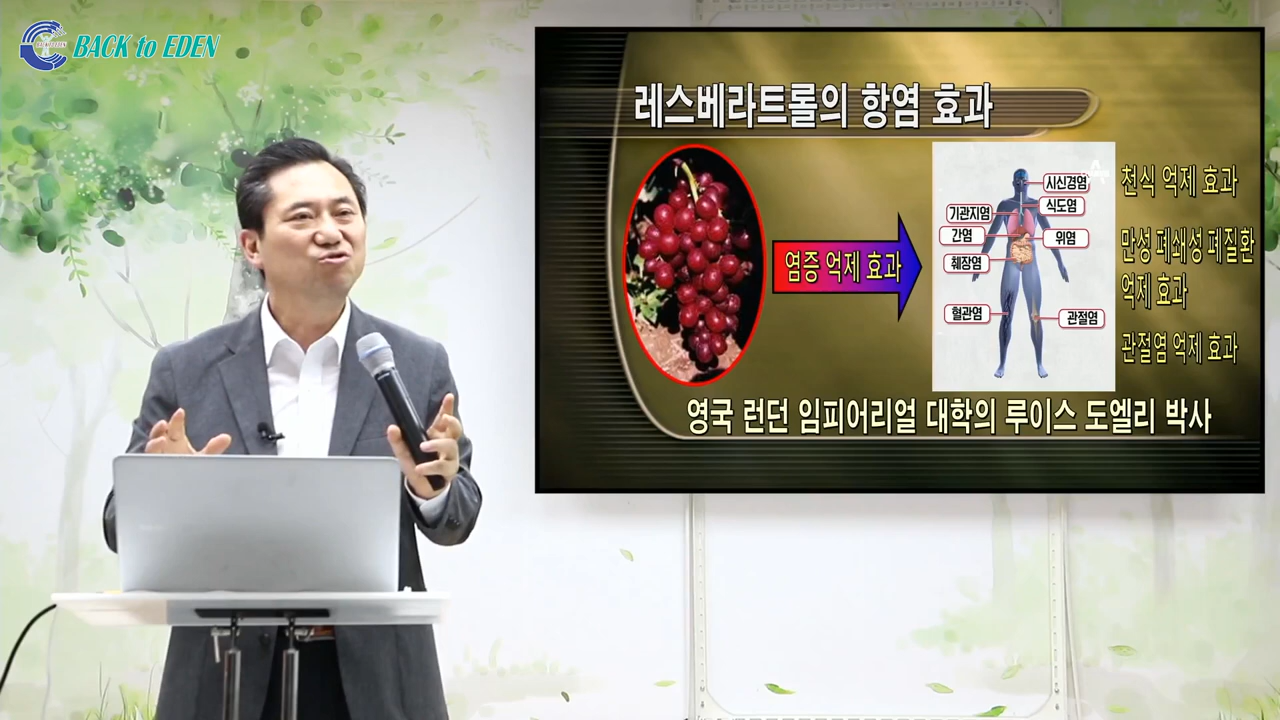 BACK to EDEN
레스베라트롤의 항염 효과
염증 억제 효과
시신경염
식도염
기관지염
간염
위염
췌장염
혈관염
관절염
천식 억제 효과
만성 폐쇄성 폐질환
억제 효과
관절염 억제 효과
영국 런던 임피어리얼 대학의 루이스 도엘리 박사